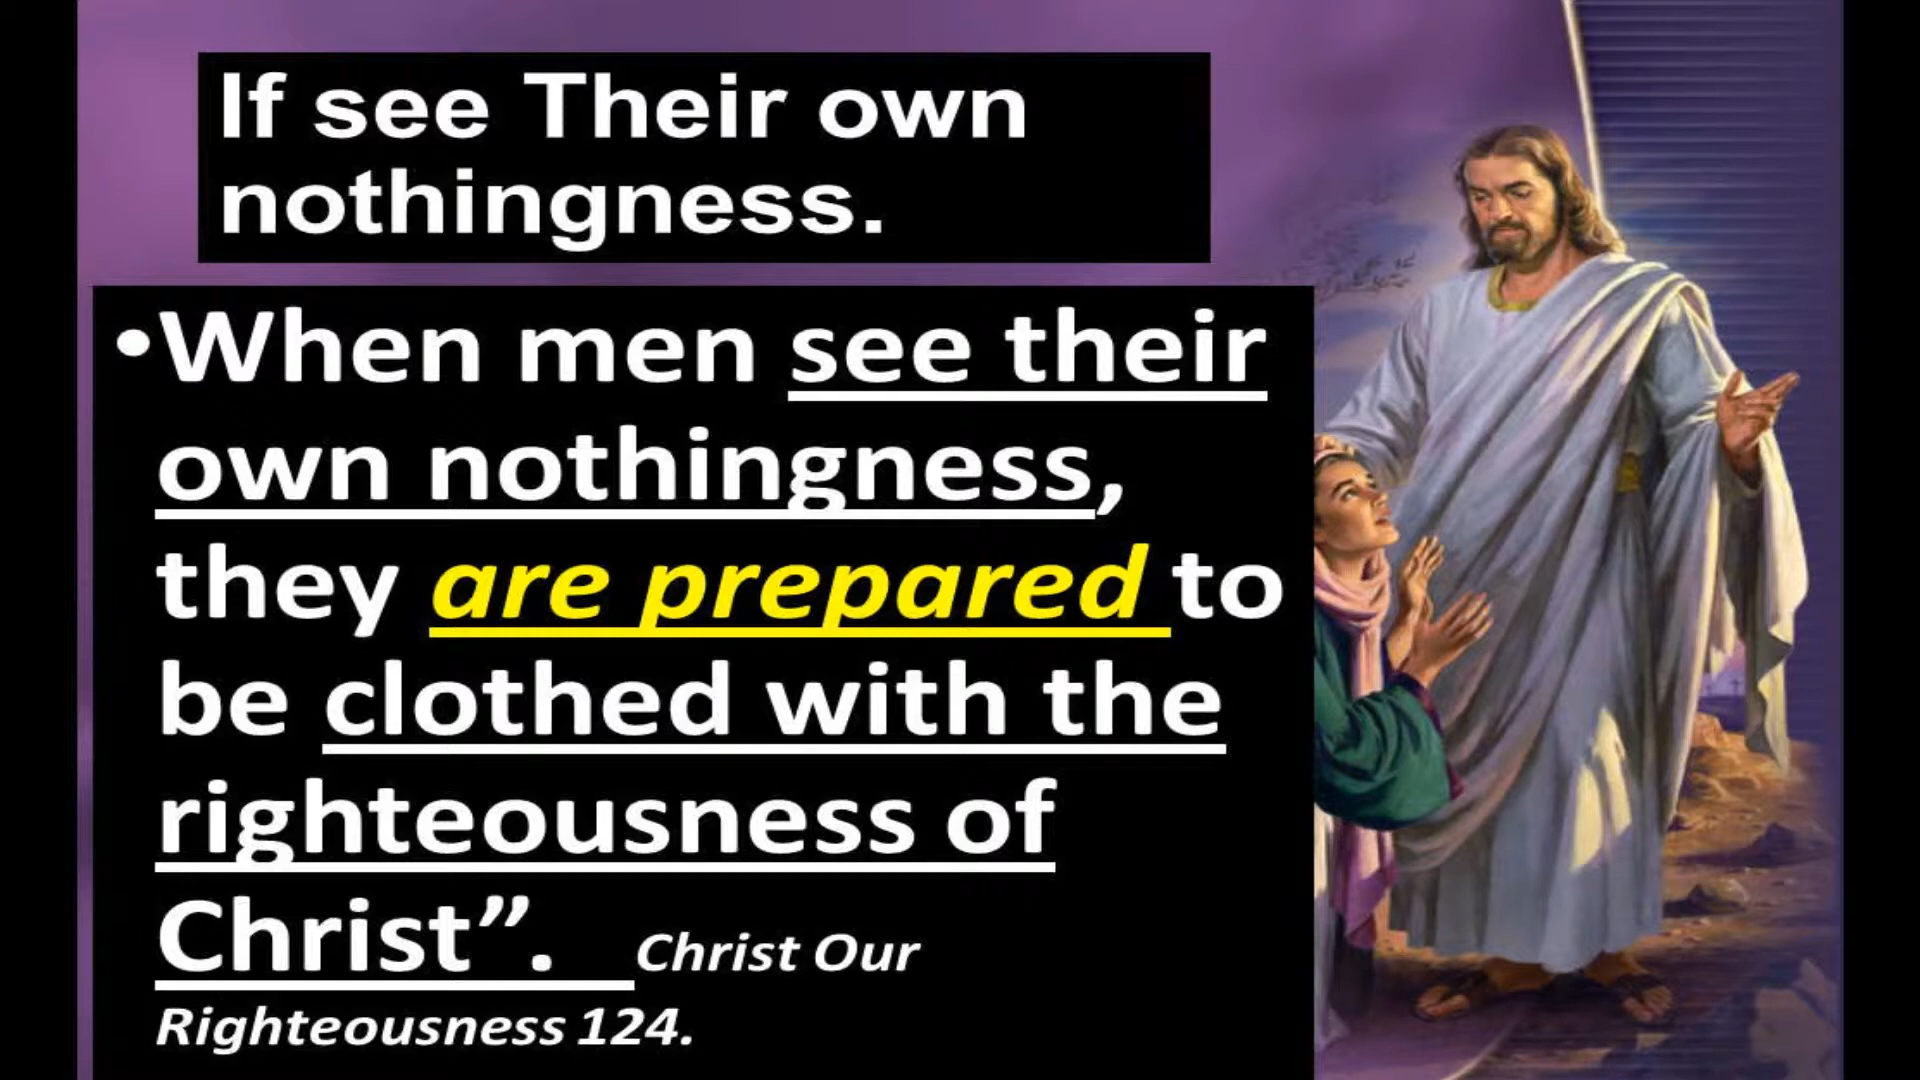 If see Their own
nothingness.
•When men see their
own nothingness,
they are prepared to
be clothed with the
righteousness of
Christ”. Christ Our
Righteousness 124.